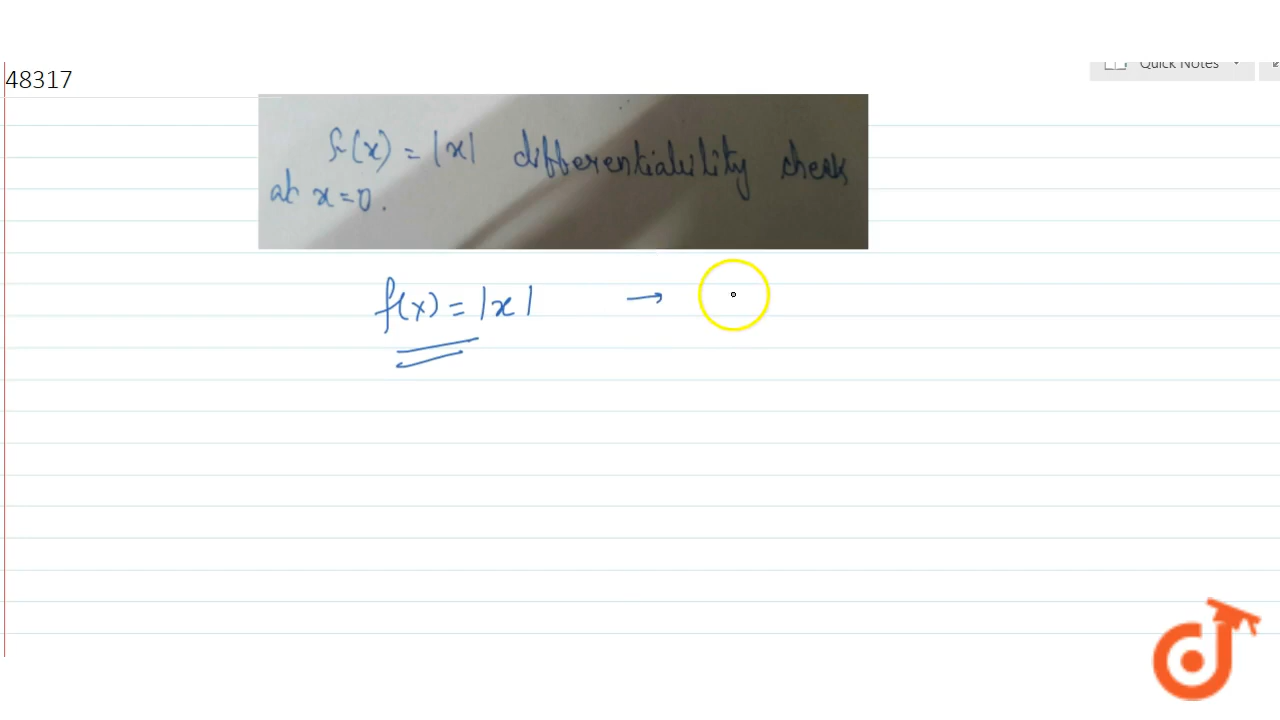 48317
Quick Notes
f(x) = |x| differentiability check
at x=0.
f(x) = |x| →